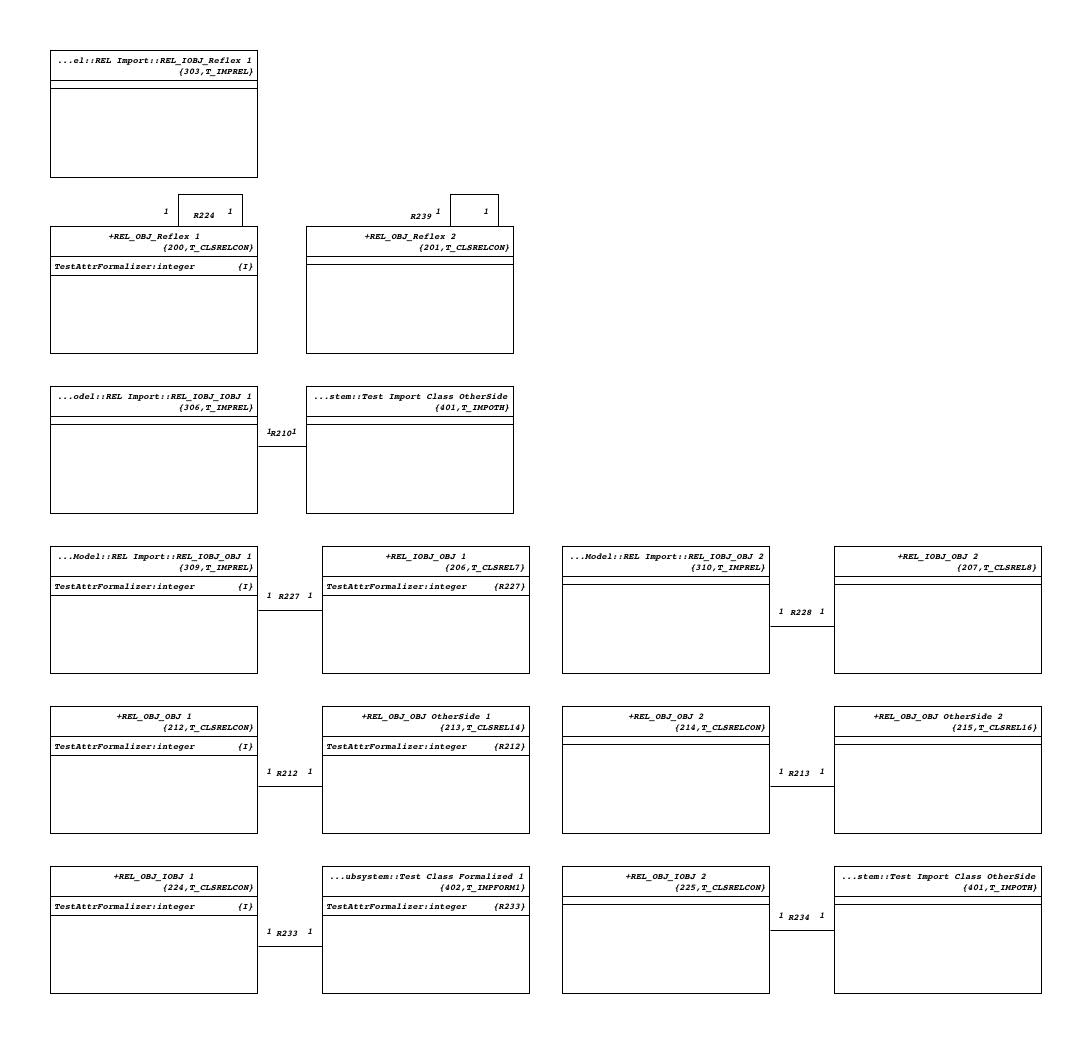 ...el::REL Import::REL_IOBJ_Reflex 1
{303,T_IMPREL}
1 R224 1
R239 1 1
+REL_OBJ_Reflex 1
{200,T_CLSRELCON}
TestAttrFormalizer:integer {I}
+REL_OBJ_Reflex 2
{201,T_CLSRELCON}
...odel::REL Import::REL_IOBJ_IOBJ 1
{306,T_IMPREL}
1 R210 1
...stem::Test Import Class OtherSide
{401,T_IMPOTH}
...Model::REL Import::REL_IOBJ_OBJ 1
{309,T_IMPREL}
TestAttrFormalizer:integer {I}
1 R227 1
+REL_IOBJ_OBJ 1
{206,T_CLSREL7}
TestAttrFormalizer:integer {R227}
...Model::REL Import::REL_IOBJ_OBJ 2
{310,T_IMPREL}
1 R228 1
+REL_IOBJ_OBJ 2
{207,T_CLSREL8}
+REL_OBJ_OBJ 1
{212,T_CLSRELCON}
TestAttrFormalizer:integer {I}
1 R212 1
+REL_OBJ_OBJ OtherSide 1
{213,T_CLSREL14}
TestAttrFormalizer:integer {R212}
+REL_OBJ_OBJ 2
{214,T_CLSRELCON}
1 R213 1
+REL_OBJ_OBJ OtherSide 2
{215,T_CLSREL16}
+REL_OBJ_IOBJ 1
{224,T_CLSRELCON}
TestAttrFormalizer:integer {I}
1 R233 1
...ubsystem::Test Class Formalized 1
{402,T_IMPFORM1}
TestAttrFormalizer:integer {R233}
+REL_OBJ_IOBJ 2
{225,T_CLSRELCON}
1 R234 1
...stem::Test Import Class OtherSide
{401,T_IMPOTH}